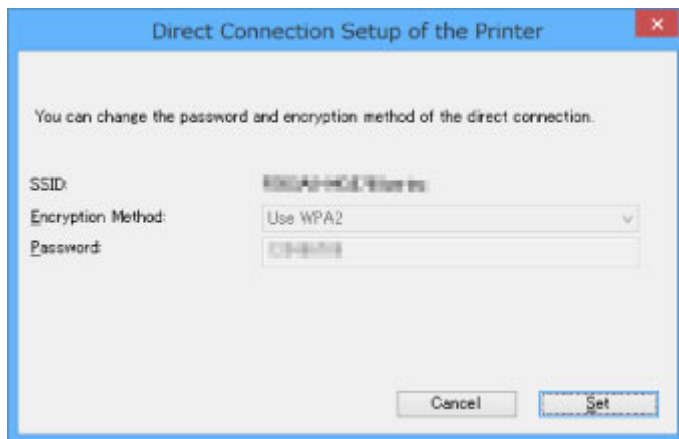 Direct Connection Setup of the Printer
You can change the password and encryption method of the direct connection.
SSID:
Encryption Method: Use WPA2
Password:
Cancel Set